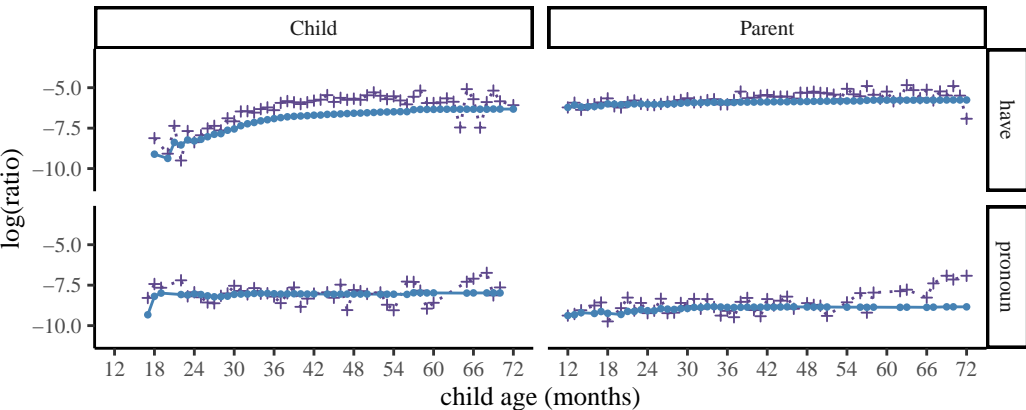 Child
Parent
−5.0
−7.5
−10.0
have
−5.0
−7.5
−10.0
pronoun
log(ratio)
12 18 24 30 36 42 48 54 60 66 72
12 18 24 30 36 42 48 54 60 66 72
child age (months)